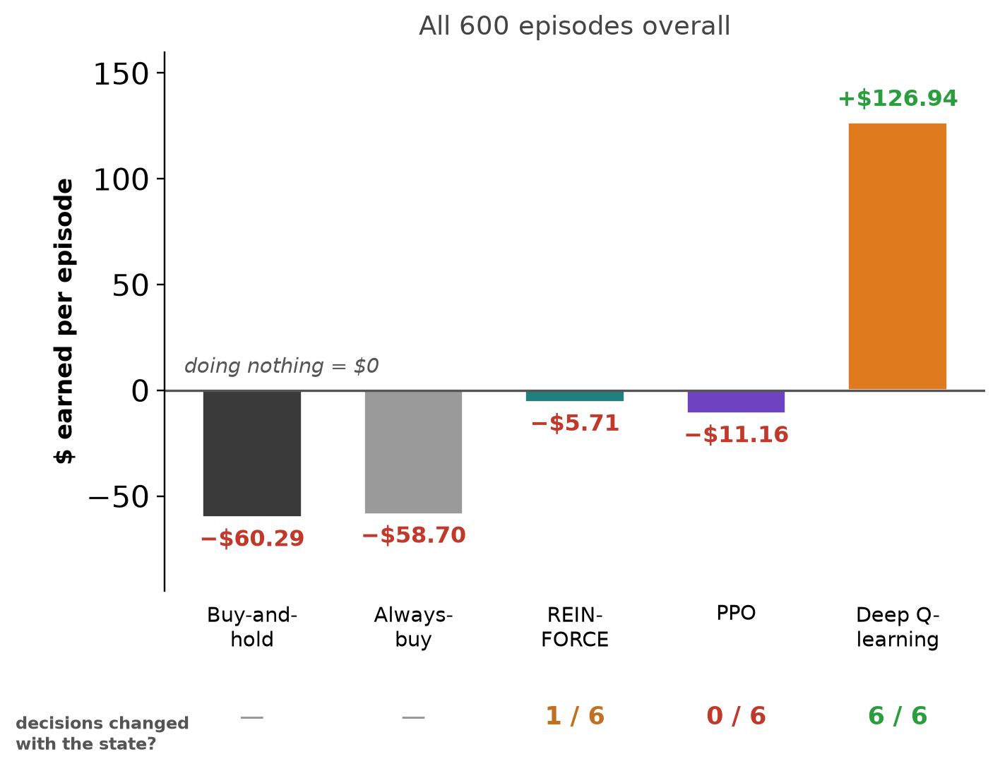 All 600 episodes overall
$ earned per episode
150
100
50
0
−50
+$126.94
doing nothing = $0
−$60.29
−$58.70
−$5.71
−$11.16
Buy-and-
hold
Always-
buy
REIN-
FORCE
PPO
Deep Q-
learning
decisions changed
with the state?
— — 1 / 6 0 / 6 6 / 6